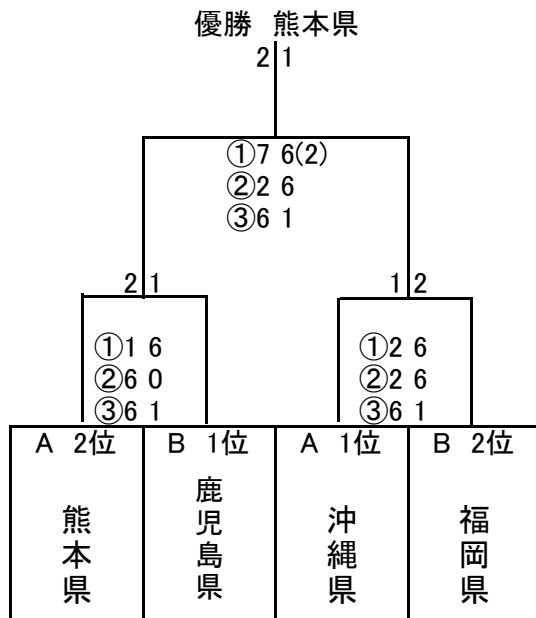 優勝 熊本県
2 1
①7 6(2)
②2 6
③6 1
2 1
1 2
①1 6
②6 0
③6 1
①2 6
②2 6
③6 1
A 2位
B 1位
A 1位
B 2位
熊本県
鹿児島県
沖縄県
福岡県